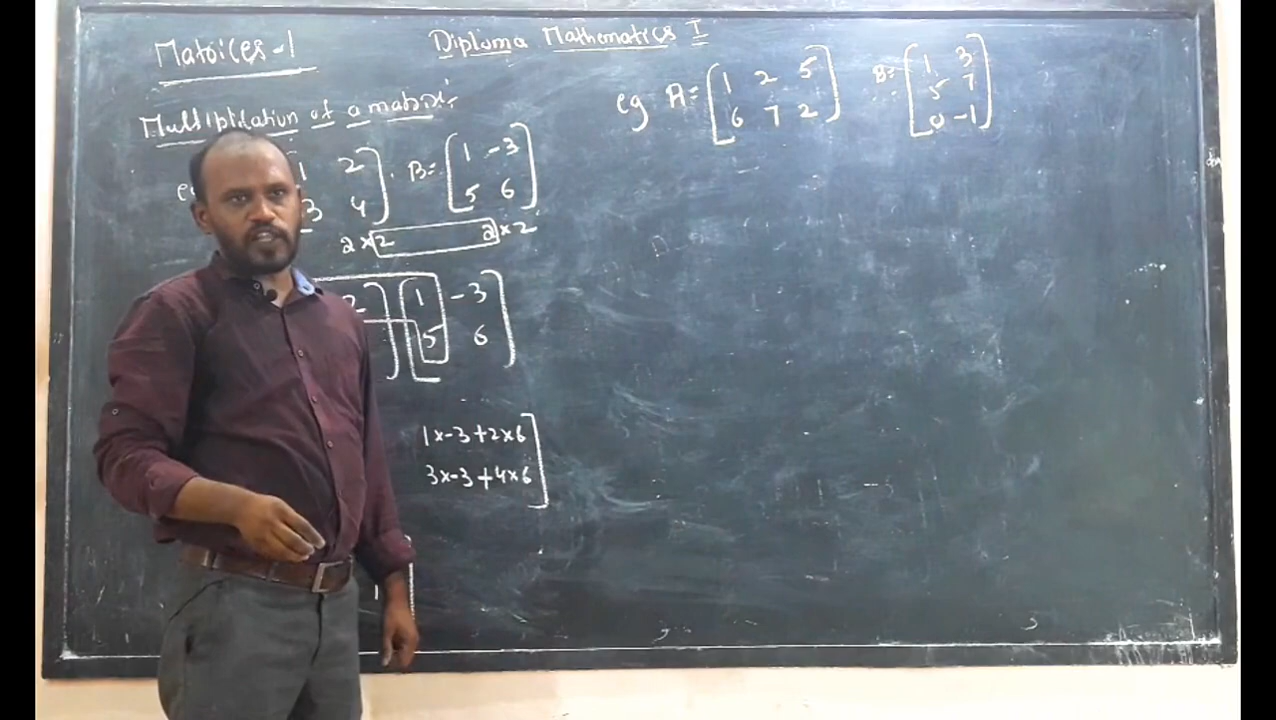 Matrices-1
Diploma Mathematics I
Multiplication of a matrix:
1 2
3 4
B= [1 -3
5 6]
2×2 2×2
2] [1 -3
5 6]
1×-3+2×6
3×-3+4×6]
eg A= [1 2 5
6 7 2]
B= [1 3
5 7
0 -1]